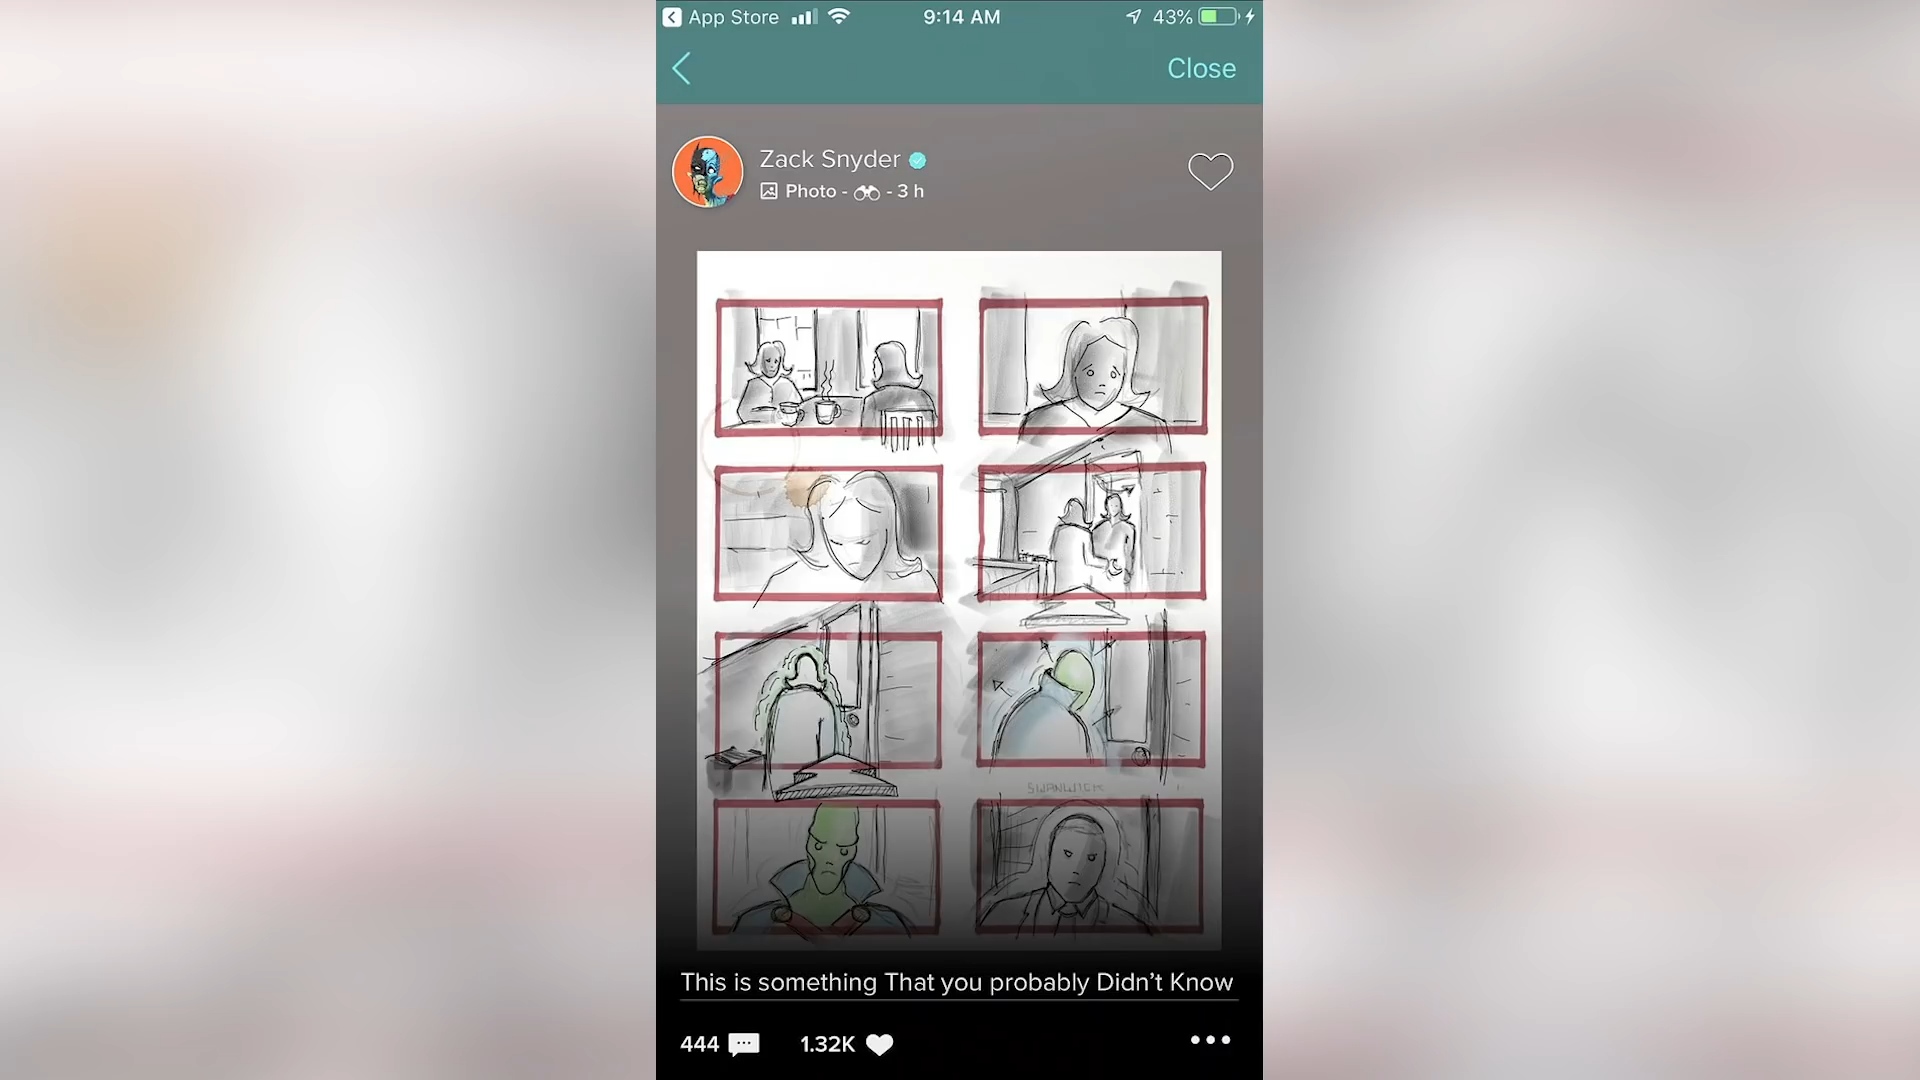 App Store 9:14 AM 43%
Close
Zack Snyder
Photo - - 3 h
SWANWICK
This is something That you probably Didn't Know
444 1.32K